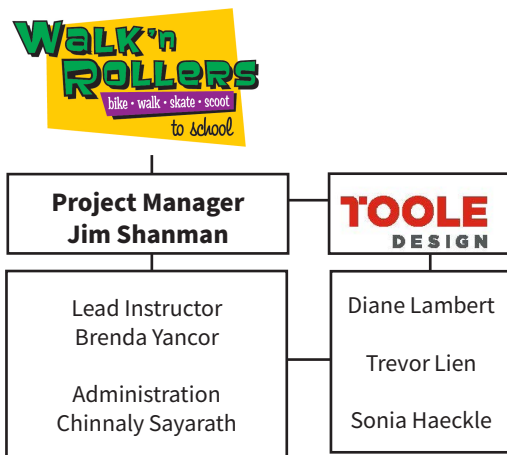 Walk'n
Rollers
bike • walk • skate • scoot
to school
Project Manager
Jim Shanman
TOOLE
DESIGN
Lead Instructor
Brenda Yancor
Administration
Chinnaly Sayarath
Diane Lambert
Trevor Lien
Sonia Haeckle